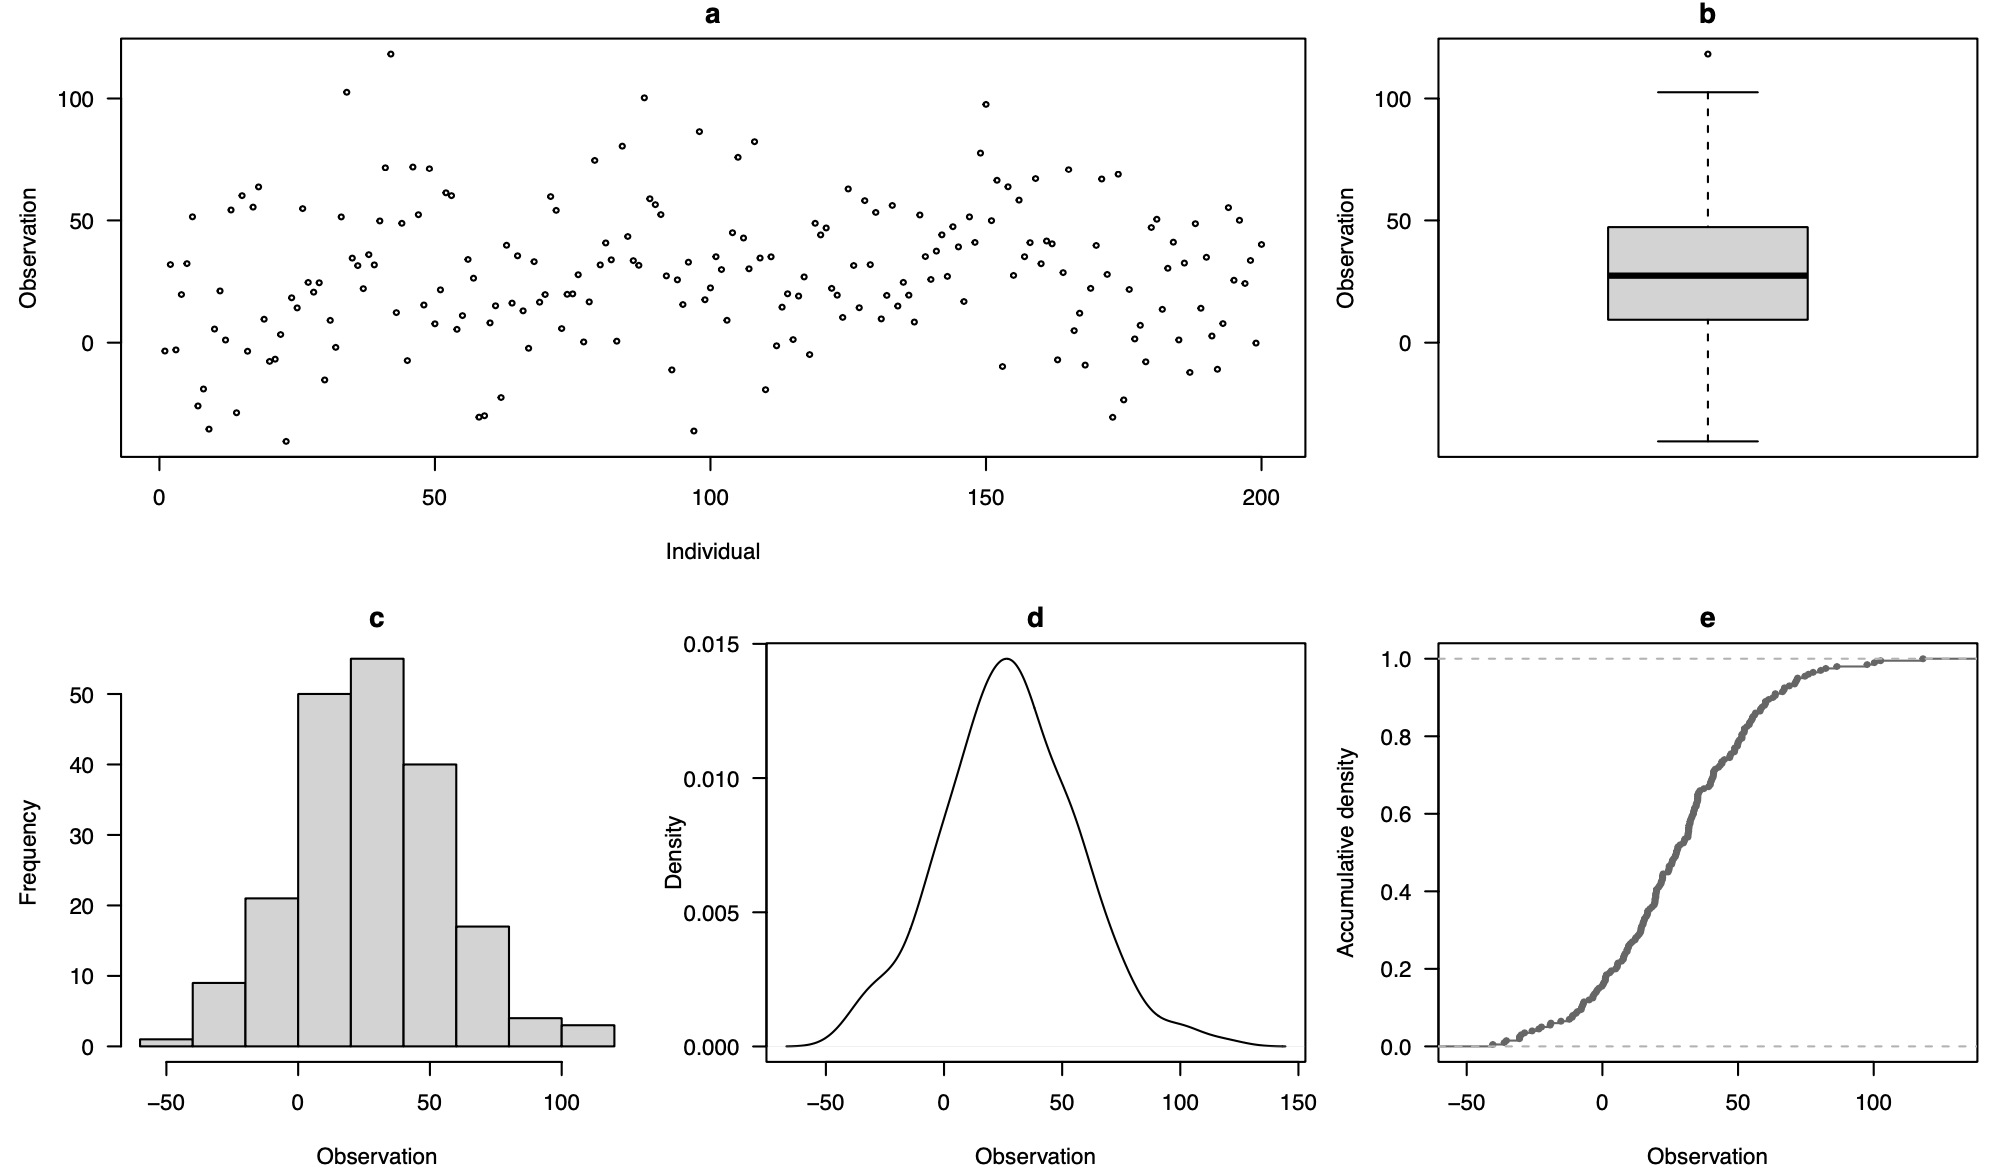 a
Observation
100
50
0
0 50 100 150 200
Individual
b
Observation
100
50
0
c
Frequency
50
40
30
20
10
0
−50 0 50 100
Observation
d
Density
0.015
0.010
0.005
0.000
−50 0 50 100 150
Observation
e
Accumulative density
1.0
0.8
0.6
0.4
0.2
0.0
−50 0 50 100
Observation